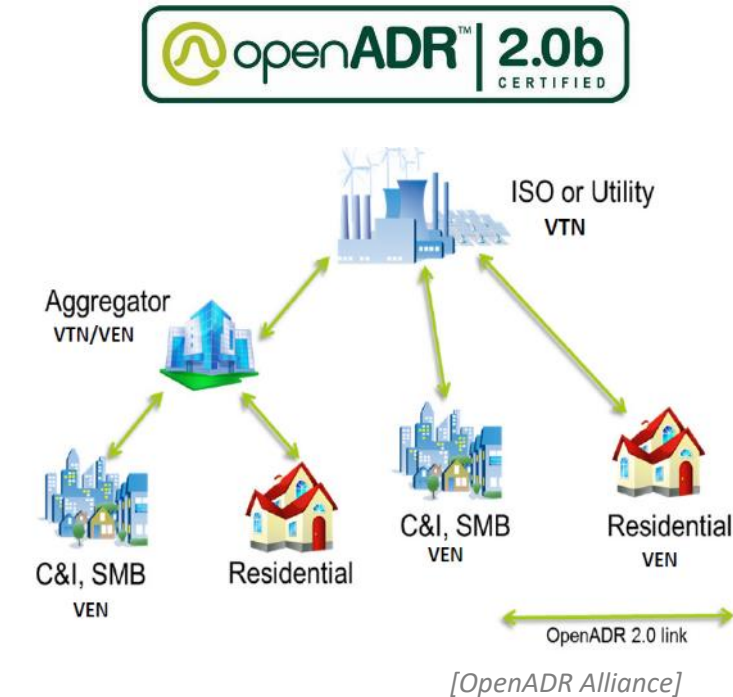 openADR™ 2.0b
CERTIFIED
ISO or Utility
VTN
Aggregator
VTN/VEN
C&I, SMB
VEN
Residential
C&I, SMB
VEN
Residential
VEN
OpenADR 2.0 link
[OpenADR Alliance]